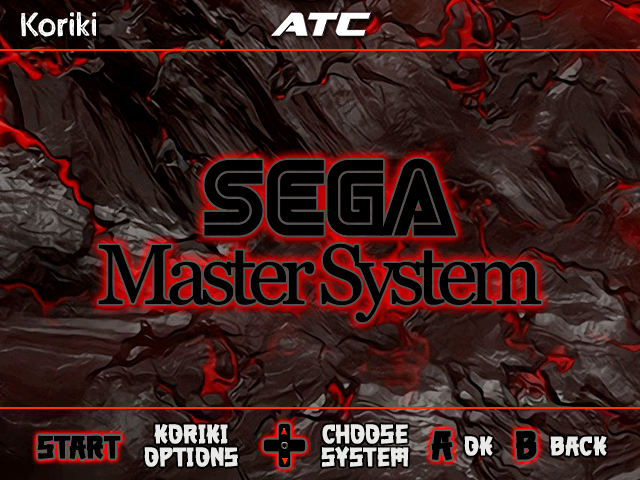 Koriki
ATC
SEGA
Master System
START KORIKI OPTIONS CHOOSE SYSTEM A OK B BACK